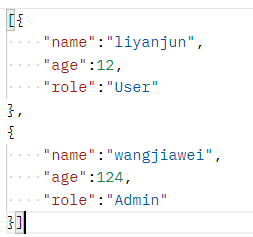 [{
    "name":"liyanjun",
    "age":12,
    "role":"User"
},
{
    "name":"wangjiawei",
    "age":124,
    "role":"Admin"
}]